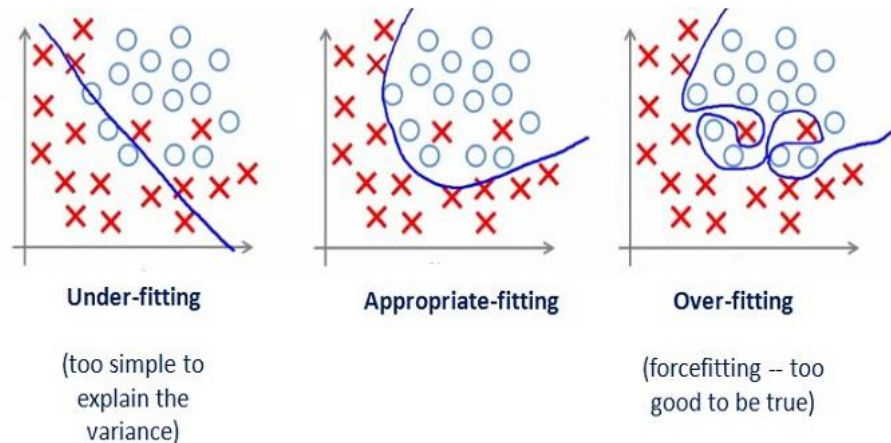 Under-fitting
Appropriate-fitting
Over-fitting
(too simple to
explain the
variance)
(forcefitting -- too
good to be true)